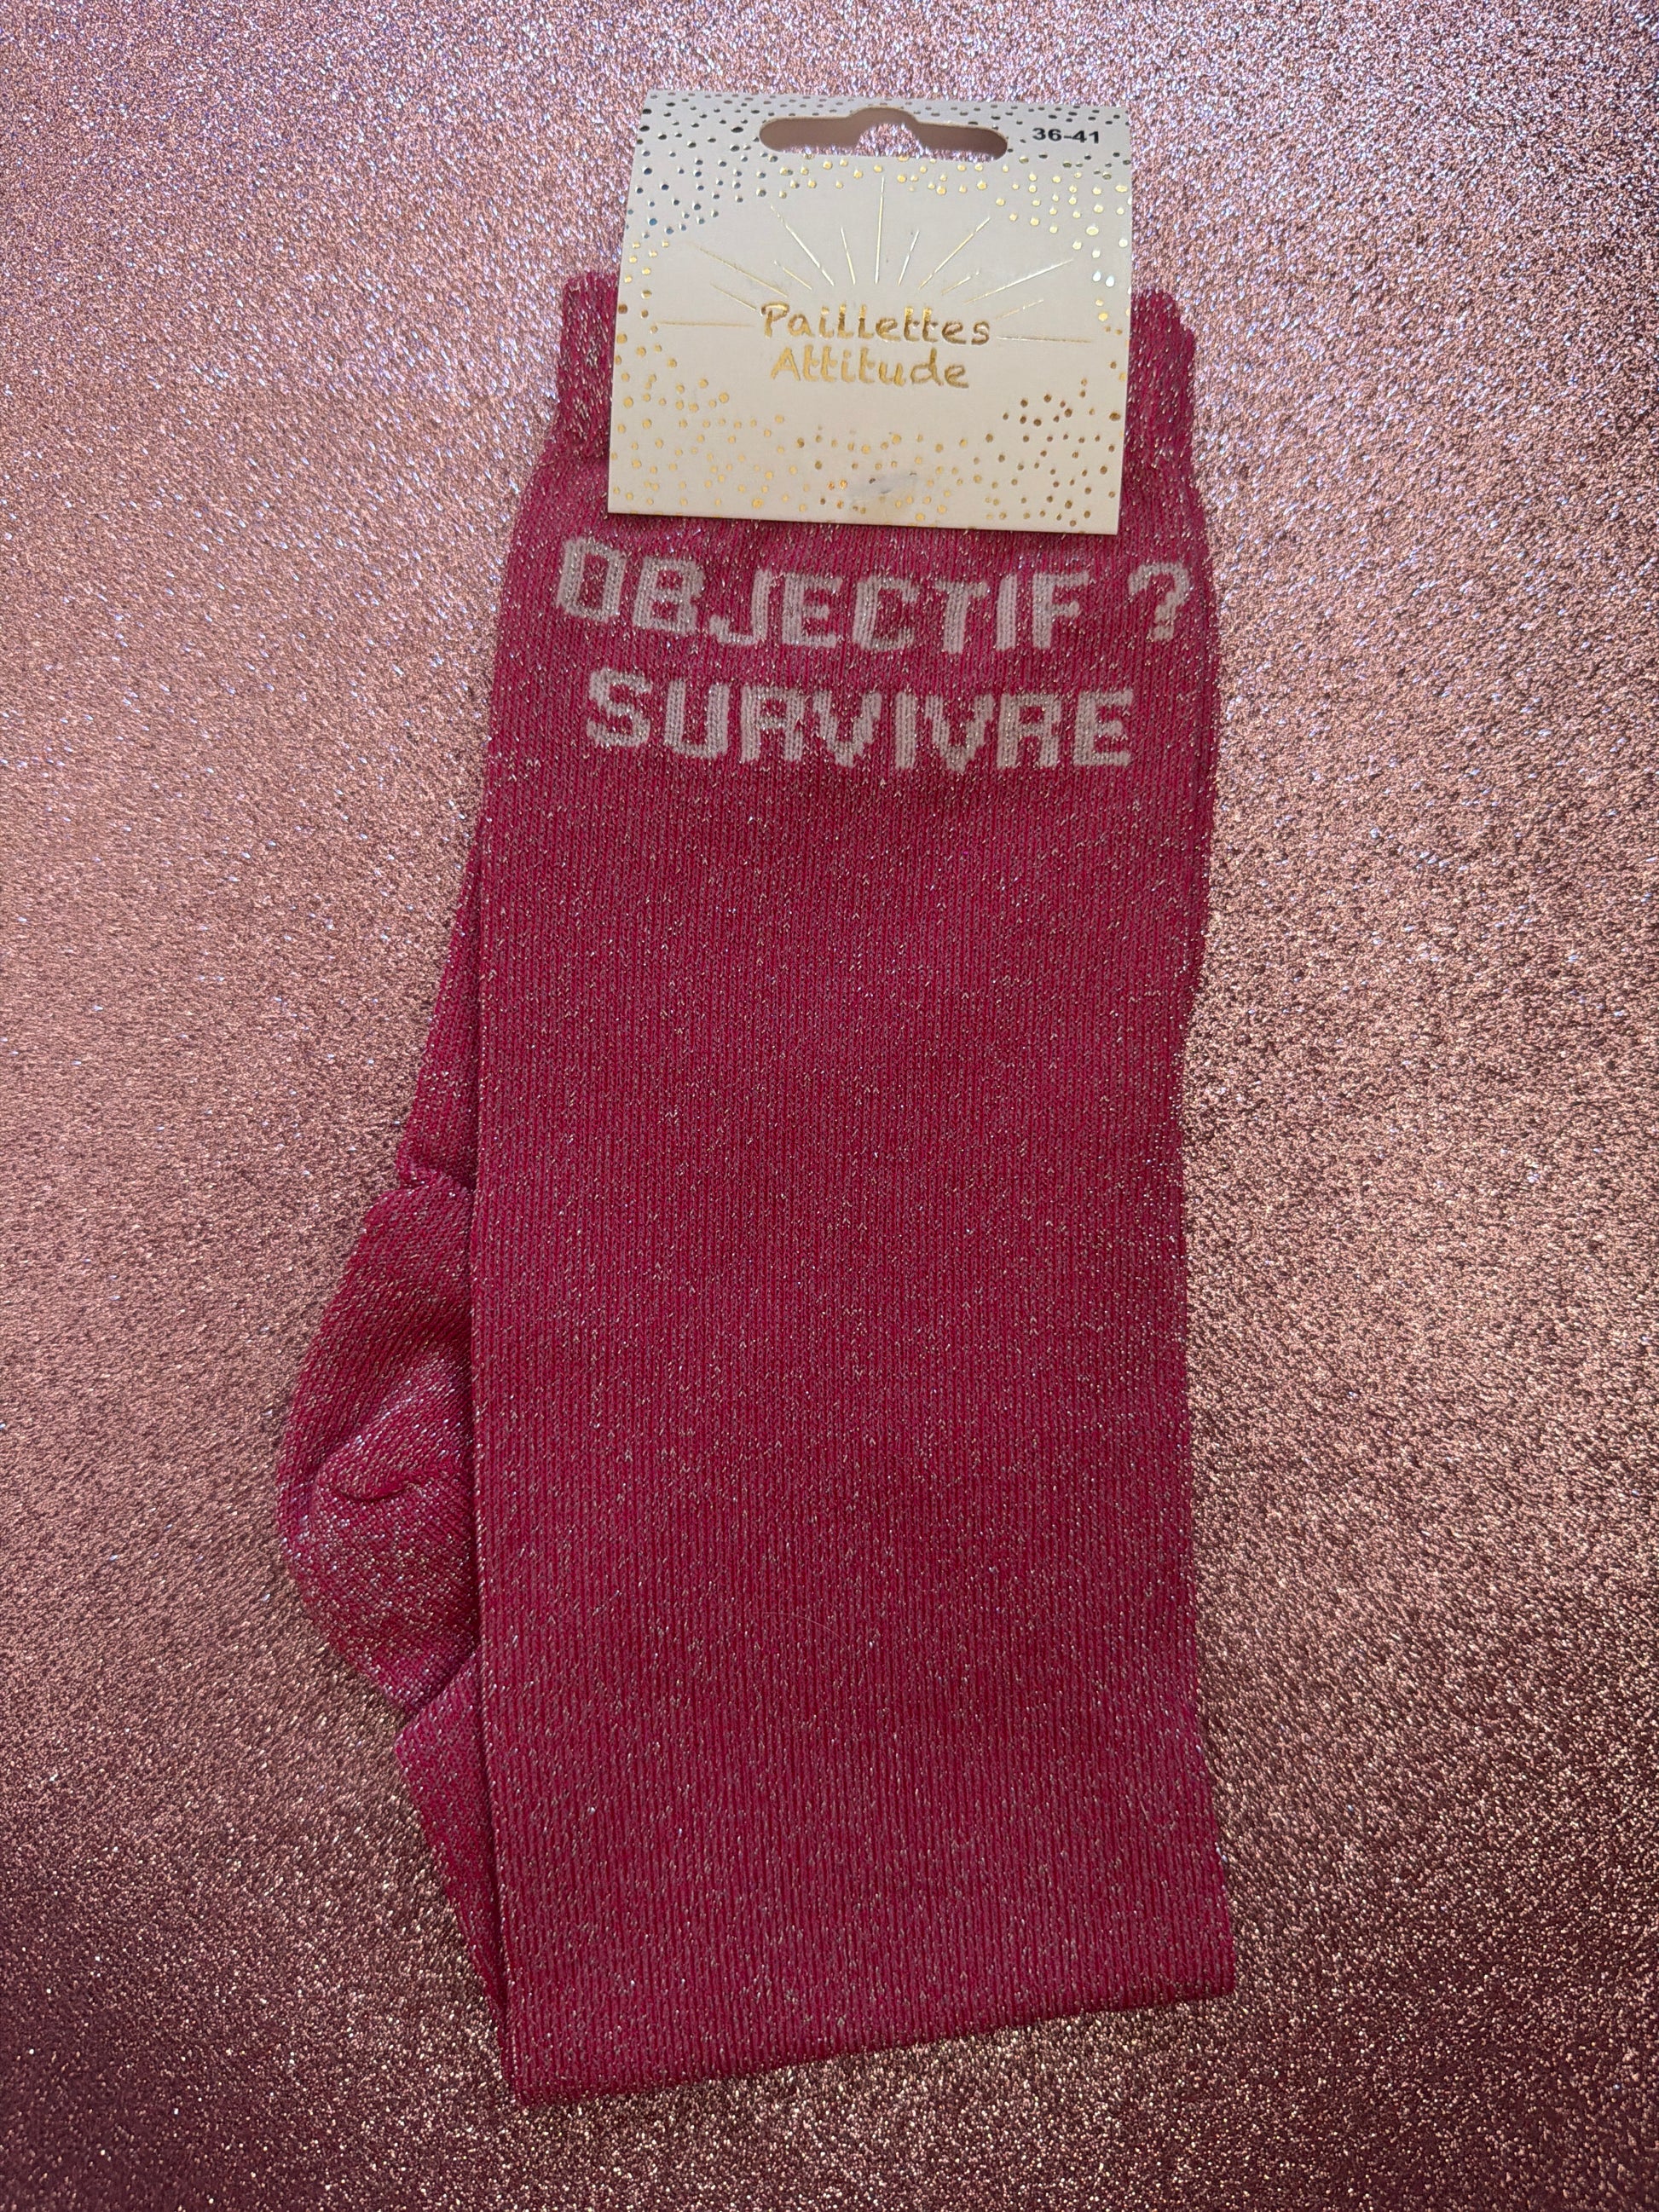 36-41
Paillettes
Attitude
OBJECTIF ?
SURVIVRE